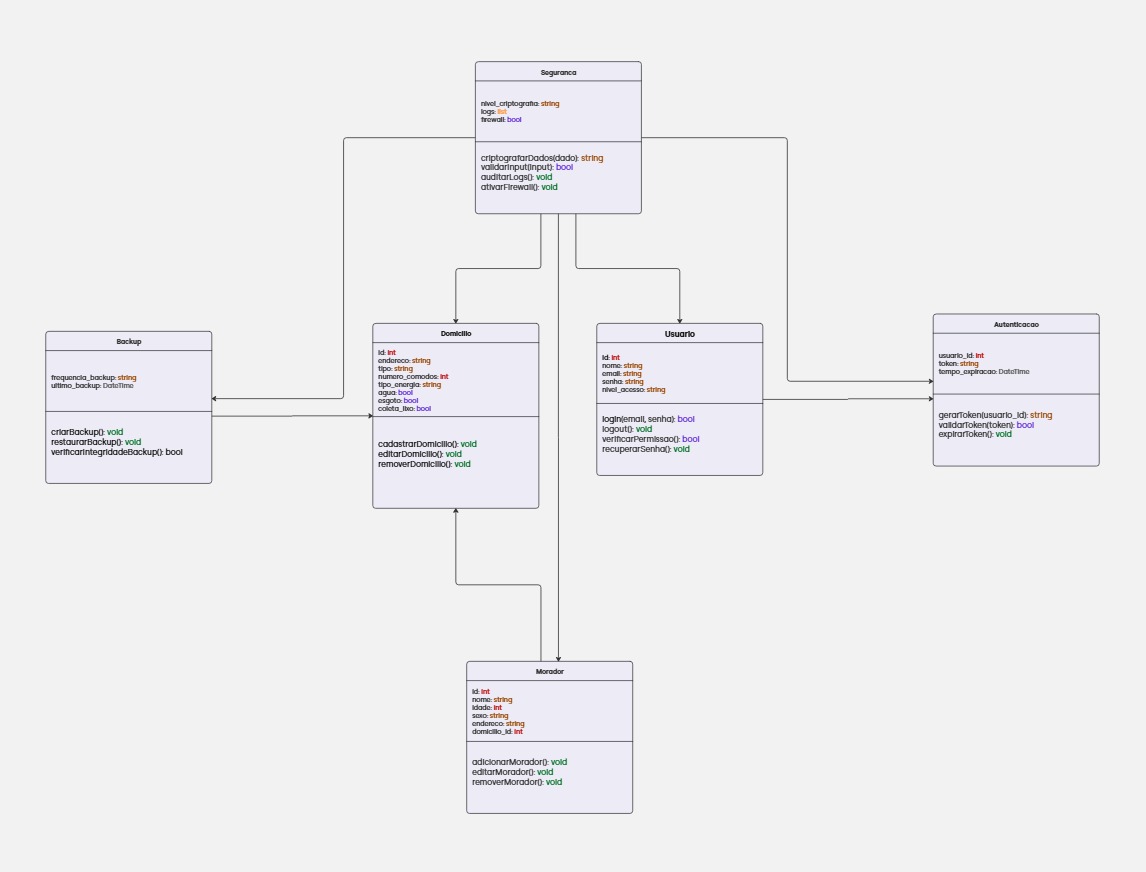 Seguranca
nivel_criptografia: string
logs: list
firewall: bool
criptografarDados(dado): string
validarInput(input): bool
auditarLogs(): void
ativarFirewall(): void
Backup
frequencia_backup: string
ultimo_backup: DateTime
criarBackup(): void
restaurarBackup(): void
verificarIntegridadeBackup(): bool
Domicilio
id: int
endereco: string
tipo: string
numero_comodos: int
tipo_energia: string
agua: bool
esgoto: bool
coleta_lixo: bool
cadastrarDomicilio(): void
editarDomicilio(): void
removerDomicilio(): void
Usuario
id: int
nome: string
email: string
senha: string
nivel_acesso: string
login(email, senha): bool
logout(): void
verificarPermissao(): bool
recuperarSenha(): void
Autenticacao
usuario_id: int
token: string
tempo_expiracao: DateTime
gerarToken(usuario_id): string
validarToken(token): bool
expirarToken(): void
Morador
id: int
nome: string
idade: int
sexo: string
endereco: string
domicilio_id: int
adicionarMorador(): void
editarMorador(): void
removerMorador(): void